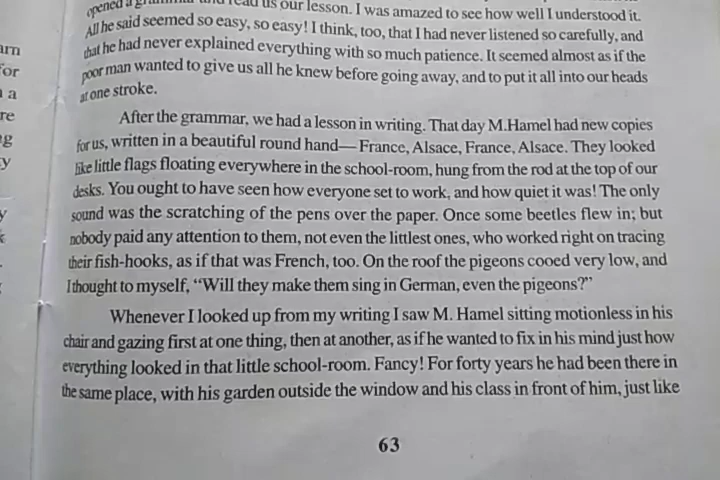 opened a grammar and read us our lesson. I was amazed to see how well I understood it.
All he said seemed so easy, so easy! I think, too, that I had never listened so carefully, and
that he had never explained everything with so much patience. It seemed almost as if the
poor man wanted to give us all he knew before going away, and to put it all into our heads
at one stroke.
After the grammar, we had a lesson in writing. That day M.Hamel had new copies
for us, written in a beautiful round hand— France, Alsace, France, Alsace. They looked
like little flags floating everywhere in the school-room, hung from the rod at the top of our
desks. You ought to have seen how everyone set to work, and how quiet it was! The only
sound was the scratching of the pens over the paper. Once some beetles flew in; but
nobody paid any attention to them, not even the littlest ones, who worked right on tracing
their fish-hooks, as if that was French, too. On the roof the pigeons cooed very low, and
I thought to myself, “Will they make them sing in German, even the pigeons?”
Whenever I looked up from my writing I saw M. Hamel sitting motionless in his
chair and gazing first at one thing, then at another, as if he wanted to fix in his mind just how
everything looked in that little school-room. Fancy! For forty years he had been there in
the same place, with his garden outside the window and his class in front of him, just like
63